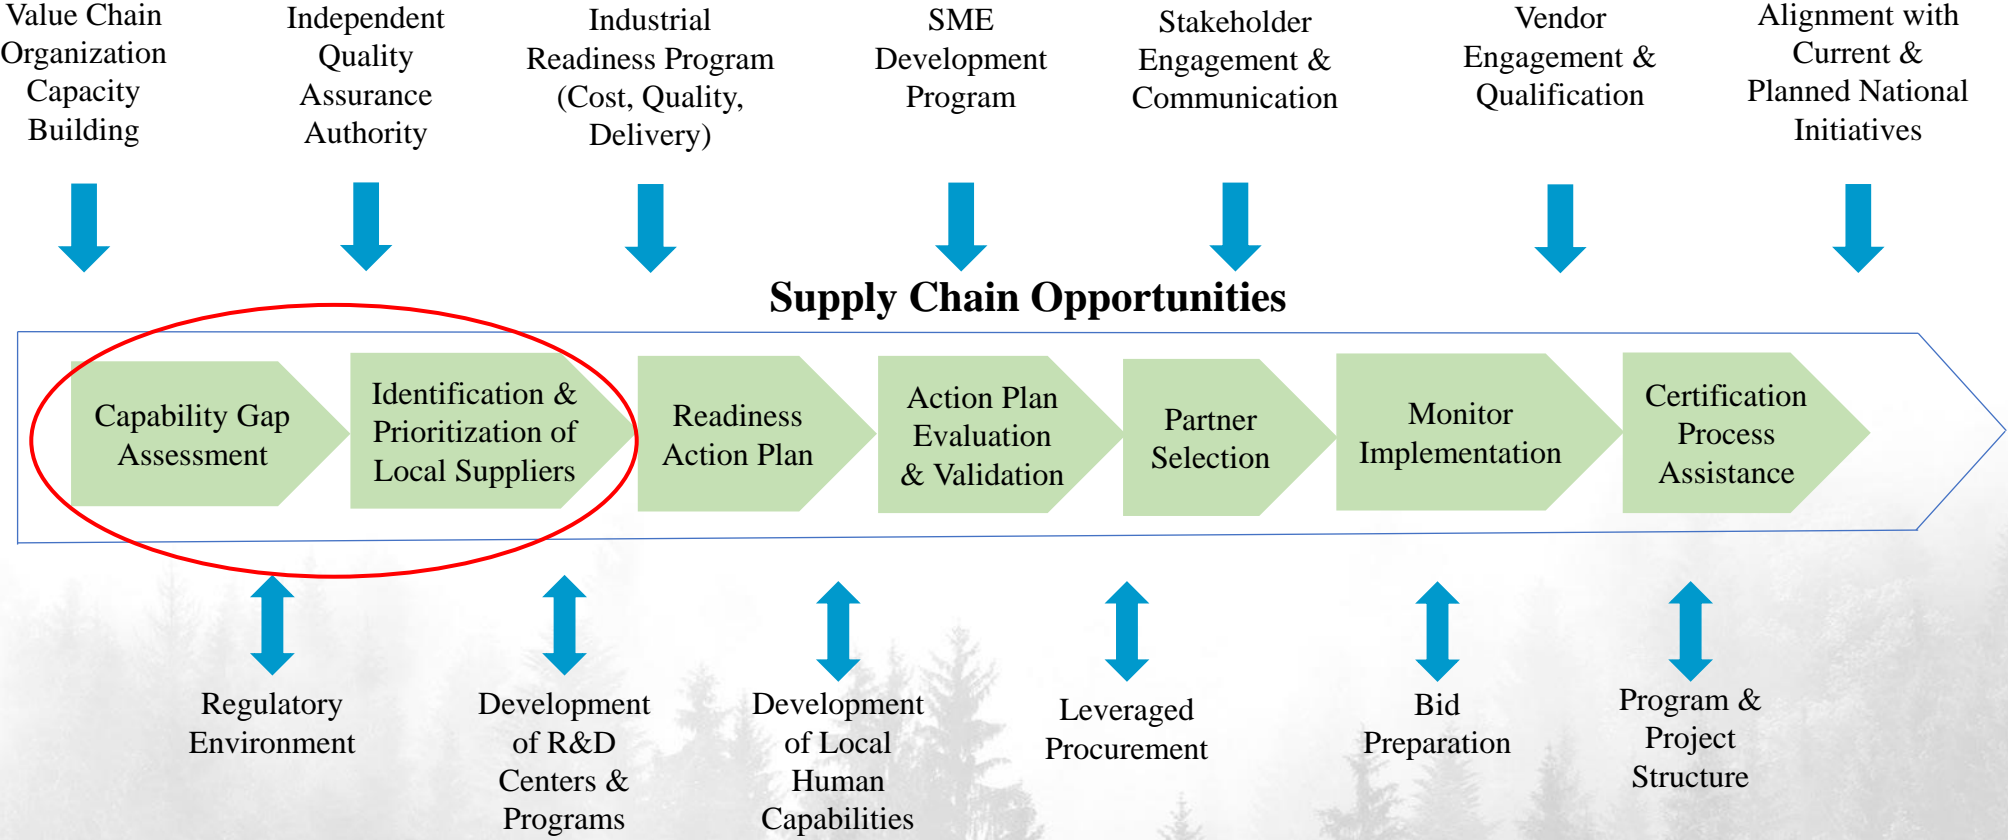 Value Chain
Organization
Capacity
Building
Independent
Quality
Assurance
Authority
Industrial
Readiness Program
(Cost, Quality,
Delivery)
SME
Development
Program
Stakeholder
Engagement &
Communication
Vendor
Engagement &
Qualification
Alignment with
Current &
Planned National
Initiatives
Supply Chain Opportunities
Capability Gap
Assessment
Identification &
Prioritization of
Local Suppliers
Readiness
Action Plan
Action Plan
Evaluation
& Validation
Partner
Selection
Monitor
Implementation
Certification
Process
Assistance
Regulatory
Environment
Development
of R&D
Centers &
Programs
Development
of Local
Human
Capabilities
Leveraged
Procurement
Bid
Preparation
Program &
Project
Structure